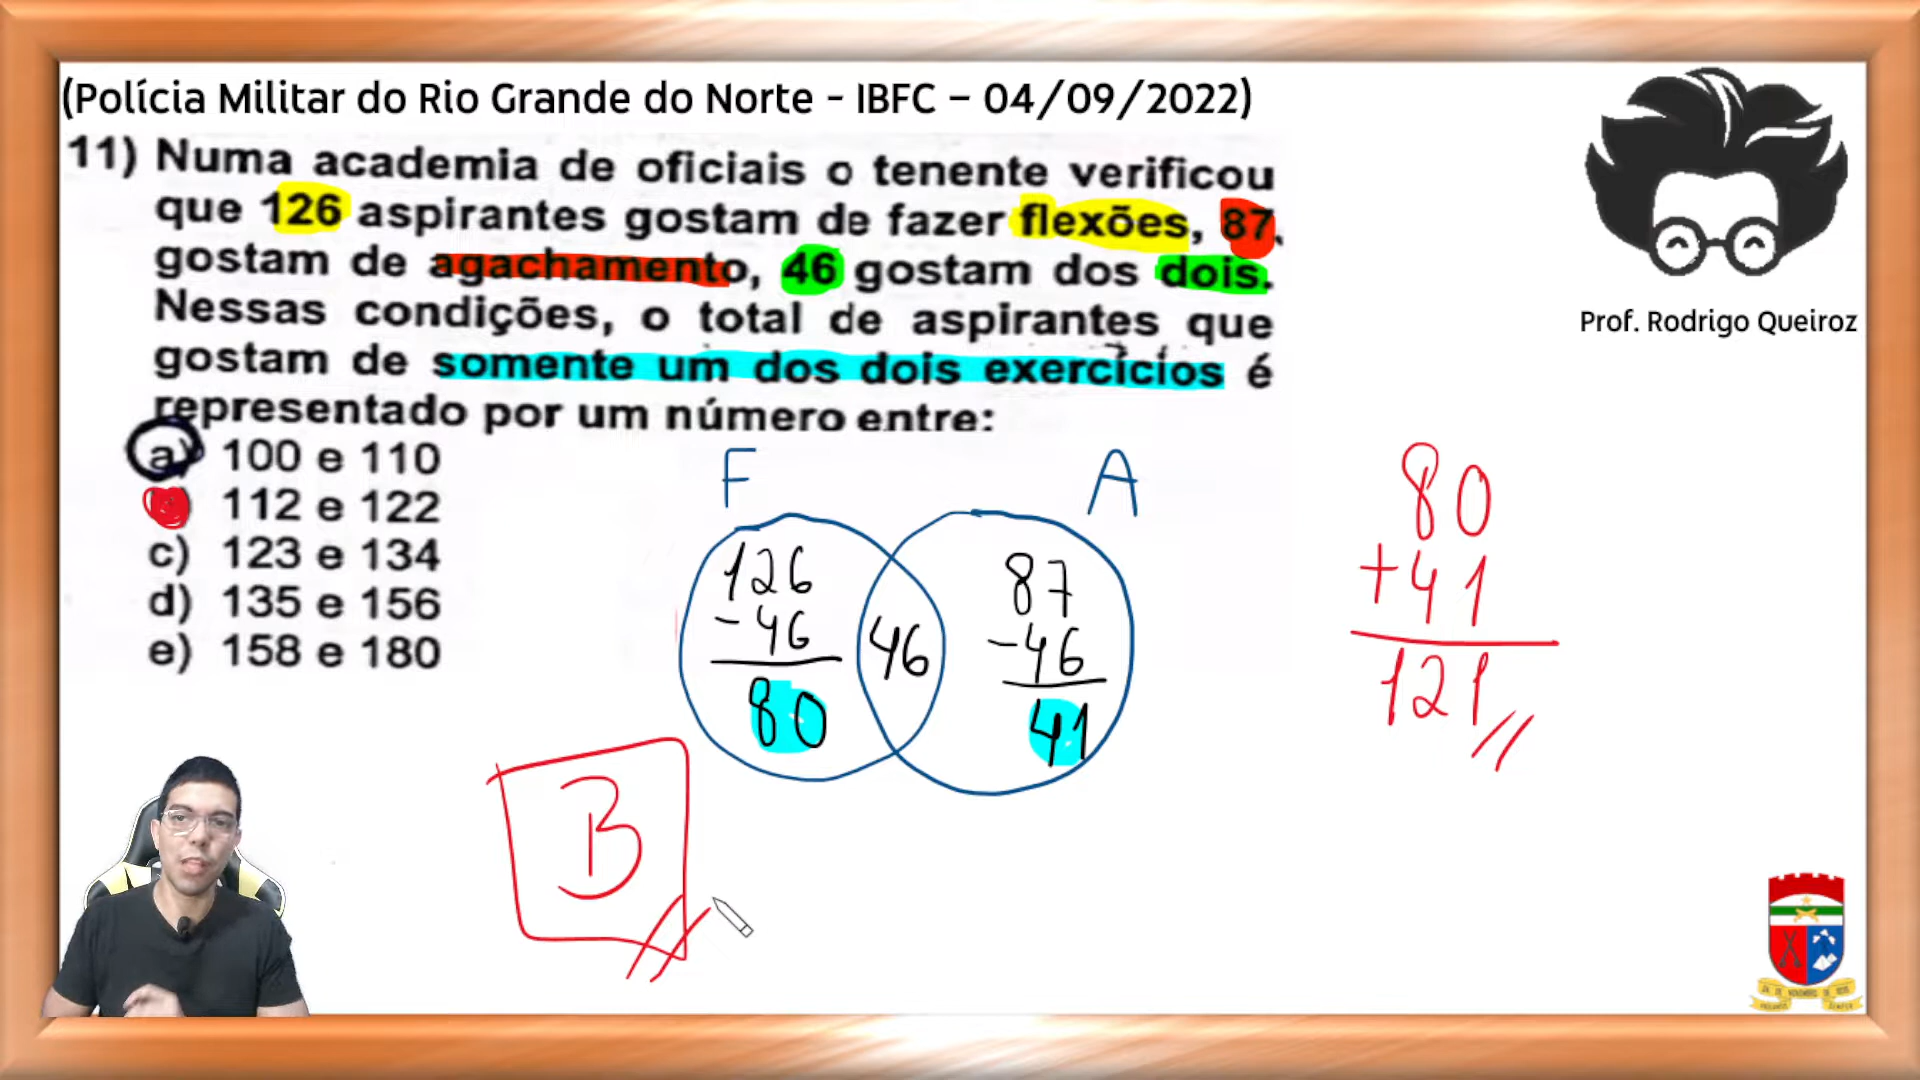 (Polícia Militar do Rio Grande do Norte - IBFC – 04/09/2022)
11) Numa academia de oficiais o tenente verificou
que 126 aspirantes gostam de fazer flexões, 87
gostam de agachamento, 46 gostam dos dois.
Nessas condições, o total de aspirantes que
gostam de somente um dos dois exercícios é
representado por um número entre:
a) 100 e 110
112 e 122
c) 123 e 134
d) 135 e 156
e) 158 e 180
Prof. Rodrigo Queiroz
F
A
126
- 46
80
46
87
- 46
41
80
+ 41
121
B